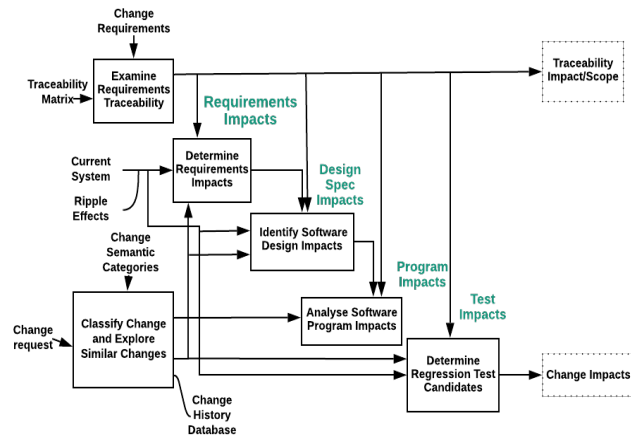 Change
Requirements
Traceability
Matrix
Examine
Requirements
Traceability
Traceability
Impact/Scope
Requirements
Impacts
Current
System
Ripple
Effects
Determine
Requirements
Impacts
Design
Spec
Impacts
Change
Semantic
Categories
Identify Software
Design Impacts
Program
Impacts
Test
Impacts
Change
request
Classify Change
and Explore
Similar Changes
Analyse Software
Program Impacts
Determine
Regression Test
Candidates
Change Impacts
Change
History
Database